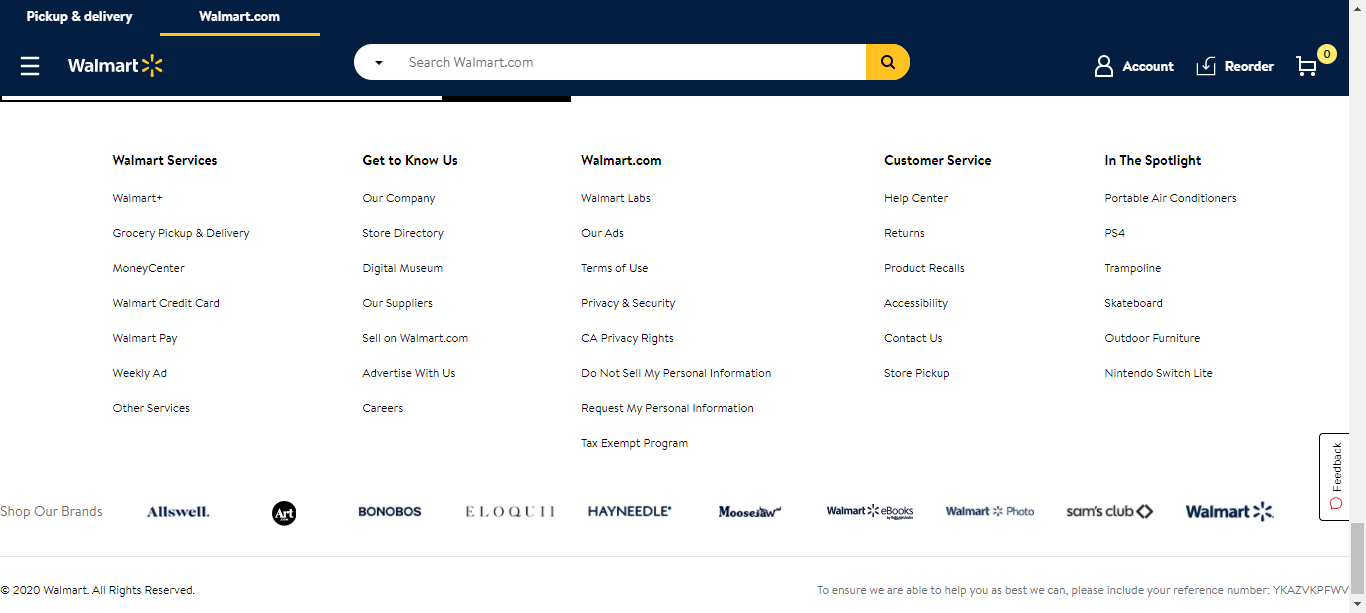 Pickup & delivery
Walmart.com
Walmart
Search Walmart.com
Account
Reorder
0
Walmart Services
Walmart+
Grocery Pickup & Delivery
MoneyCenter
Walmart Credit Card
Walmart Pay
Weekly Ad
Other Services
Get to Know Us
Our Company
Store Directory
Digital Museum
Our Suppliers
Sell on Walmart.com
Advertise With Us
Careers
Walmart.com
Walmart Labs
Our Ads
Terms of Use
Privacy & Security
CA Privacy Rights
Do Not Sell My Personal Information
Request My Personal Information
Tax Exempt Program
Customer Service
Help Center
Returns
Product Recalls
Accessibility
Contact Us
Store Pickup
In The Spotlight
Portable Air Conditioners
PS4
Trampoline
Skateboard
Outdoor Furniture
Nintendo Switch Lite
Feedback
Shop Our Brands
Allswell.
Art
.com
BONOBOS
ELOQUII
HAYNEEDLE
Moosejaw
Walmart eBooks
Walmart Photo
sam's club
Walmart
© 2020 Walmart. All Rights Reserved.
To ensure we are able to help you as best we can, please include your reference number: YKAZVKPFWV